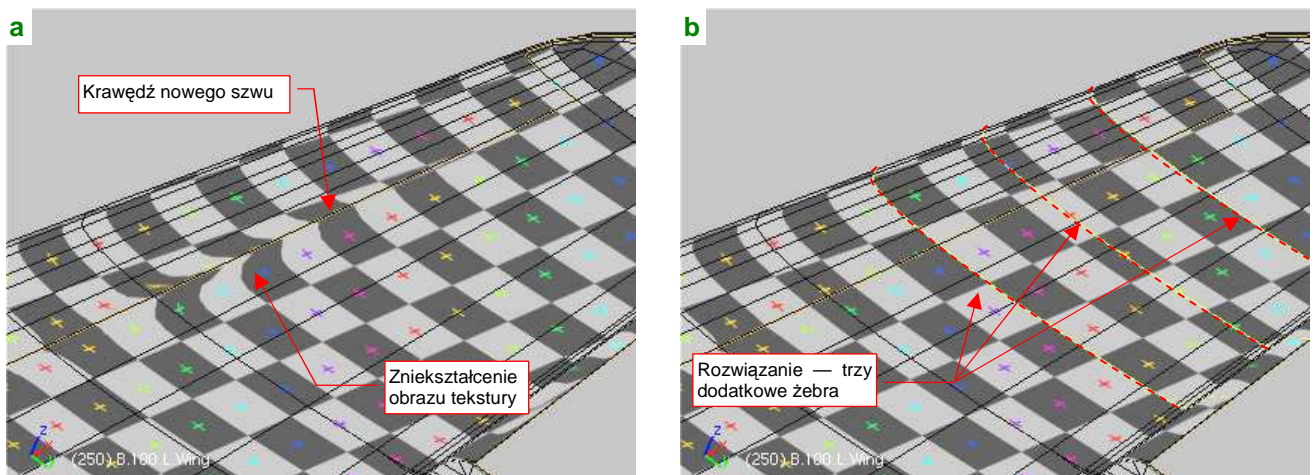 a
Krawędź nowego szwu
Zniekształcenie
obrazu tekstury
z
(250) B.100.L.Wing
b
Rozwiązanie — trzy
dodatkowe żebra
z
(250) B.100.L.Wing